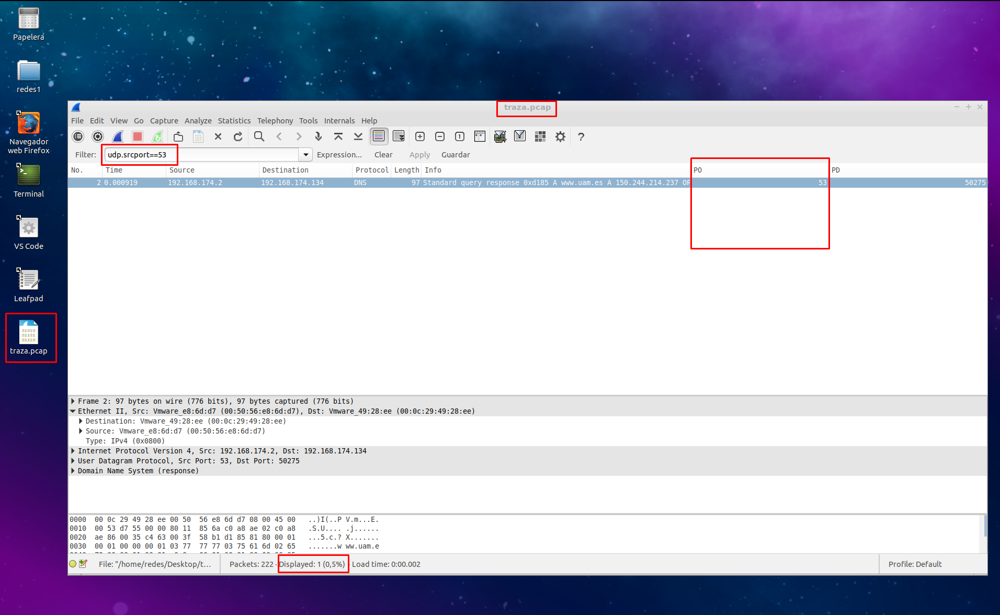 Papelera
redes1
Navegador
web Firefox
Terminal
VS Code
Leafpad
01010
01101
01110
traza.pcap
traza.pcap
File Edit View Go Capture Analyze Statistics Telephony Tools Internals Help
Filter: udp.srcport==53 Expression... Clear Apply Guardar
No. Time Source Destination Protocol Length Info PO PD
2 0.000919 192.168.174.2 192.168.174.134 DNS 97 Standard query response 0xd185 A www.uam.es A 150.244.214.237 OP 53 50275
Frame 2: 97 bytes on wire (776 bits), 97 bytes captured (776 bits)
Ethernet II, Src: Vmware_e8:6d:d7 (00:50:56:e8:6d:d7), Dst: Vmware_49:28:ee (00:0c:29:49:28:ee)
Destination: Vmware_49:28:ee (00:0c:29:49:28:ee)
Source: Vmware_e8:6d:d7 (00:50:56:e8:6d:d7)
Type: IPv4 (0x0800)
Internet Protocol Version 4, Src: 192.168.174.2, Dst: 192.168.174.134
User Datagram Protocol, Src Port: 53, Dst Port: 50275
Domain Name System (response)
0000 00 0c 29 49 28 ee 00 50 56 e8 6d d7 08 00 45 00 ..)I(..P V.m...E.
0010 00 53 d7 55 00 00 80 11 85 6a c0 a8 ae 02 c0 a8 .S.U.... .j......
0020 ae 86 00 35 c4 63 00 3f 58 b1 d1 85 81 80 00 01 ...5.c.? X.......
0030 00 01 00 00 00 01 03 77 77 77 03 75 61 6d 02 65 .......w ww.uam.e
File: "/home/redes/Desktop/t... Packets: 222 · Displayed: 1 (0,5%) · Load time: 0:00.002 Profile: Default